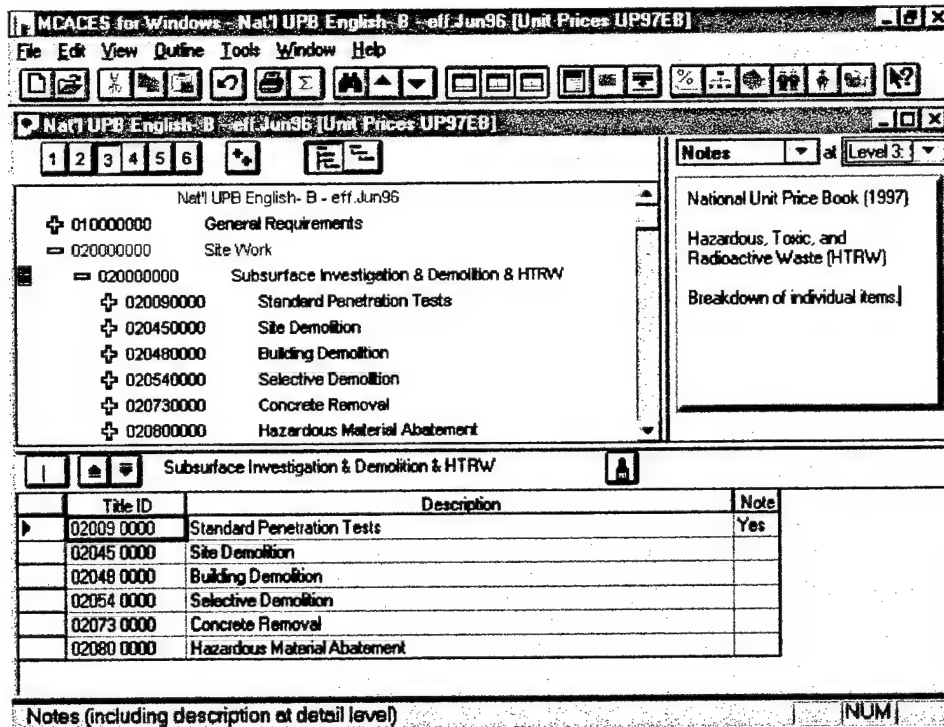 MCACES for Windows - Nat'l UPB English- B - eff.Jun96 [Unit Prices UP97EB]
File Edit View Outline Tools Window Help
Nat'l UPB English- B - eff.Jun96 [Unit Prices UP97EB]
1 2 3 4 5 6
Notes at Level 3:
Nat'l UPB English- B - eff.Jun96
010000000 General Requirements
020000000 Site Work
020000000 Subsurface Investigation & Demolition & HTRW
020090000 Standard Penetration Tests
020450000 Site Demolition
020480000 Building Demolition
020540000 Selective Demolition
020730000 Concrete Removal
020800000 Hazardous Material Abatement
National Unit Price Book (1997)
Hazardous, Toxic, and
Radioactive Waste (HTRW)
Breakdown of individual items.
Subsurface Investigation & Demolition & HTRW
Title ID Description Note
02009 0000 Standard Penetration Tests Yes
02045 0000 Site Demolition
02048 0000 Building Demolition
02054 0000 Selective Demolition
02073 0000 Concrete Removal
02080 0000 Hazardous Material Abatement
Notes (including description at detail level) NUM